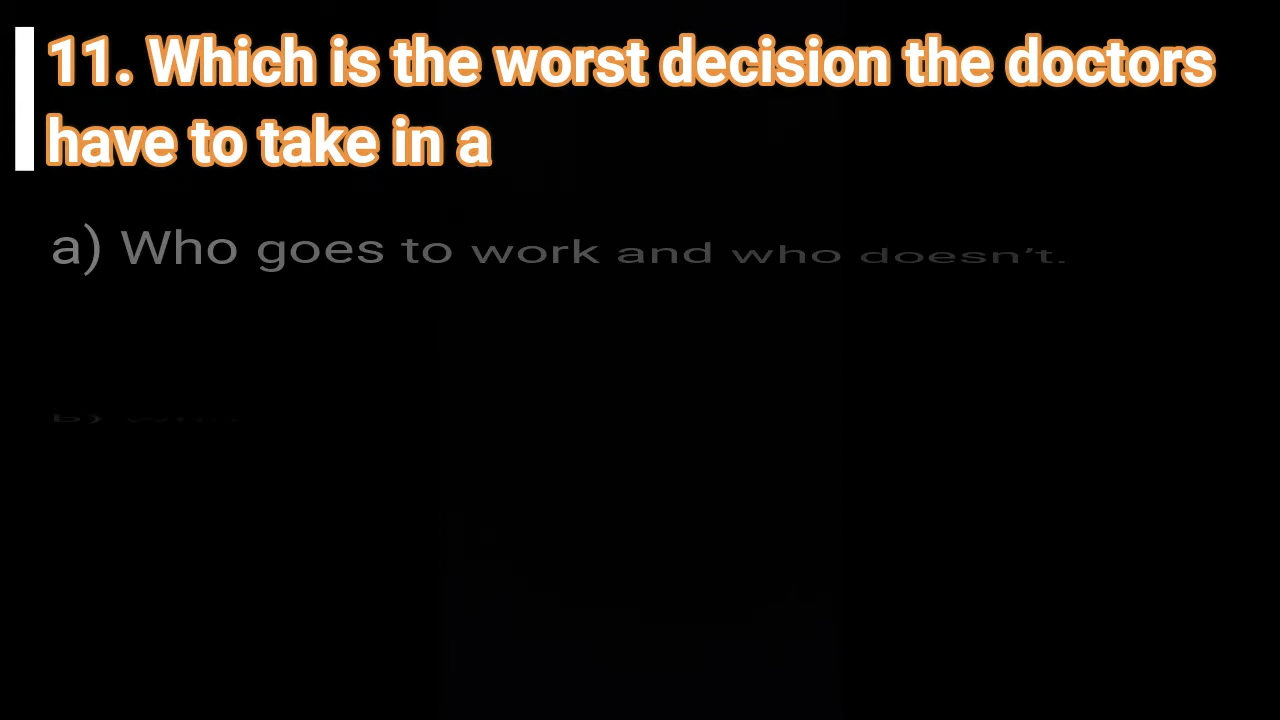 11. Which is the worst decision the doctors
have to take in a
a) Who goes to work and who doesn't.
b)